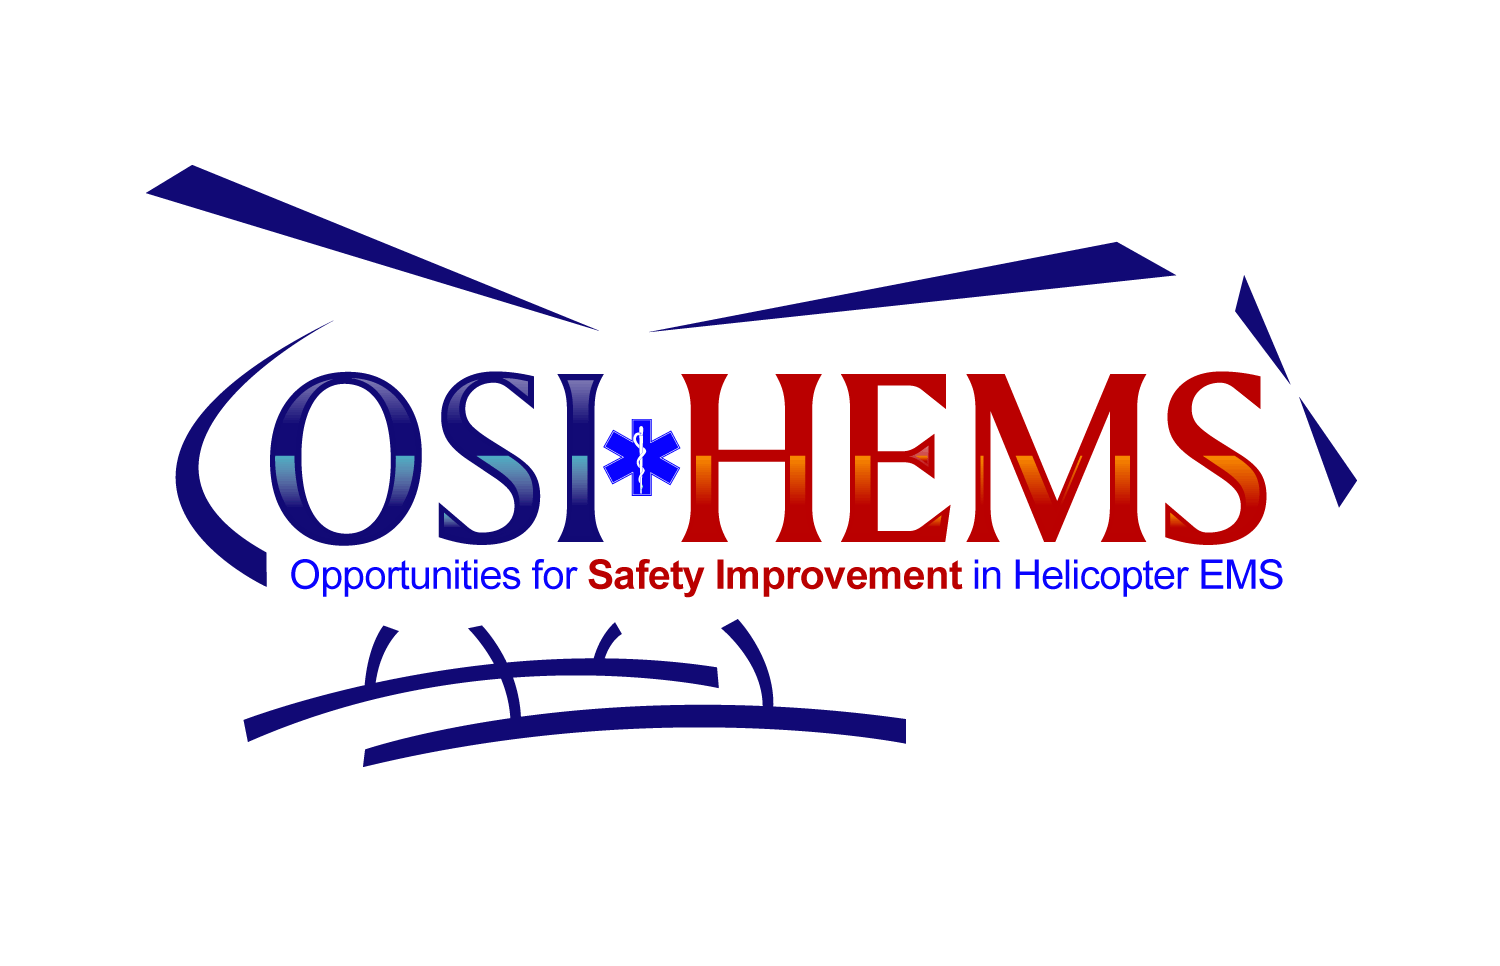 OSI HEMS
Opportunities for Safety Improvement in Helicopter EMS